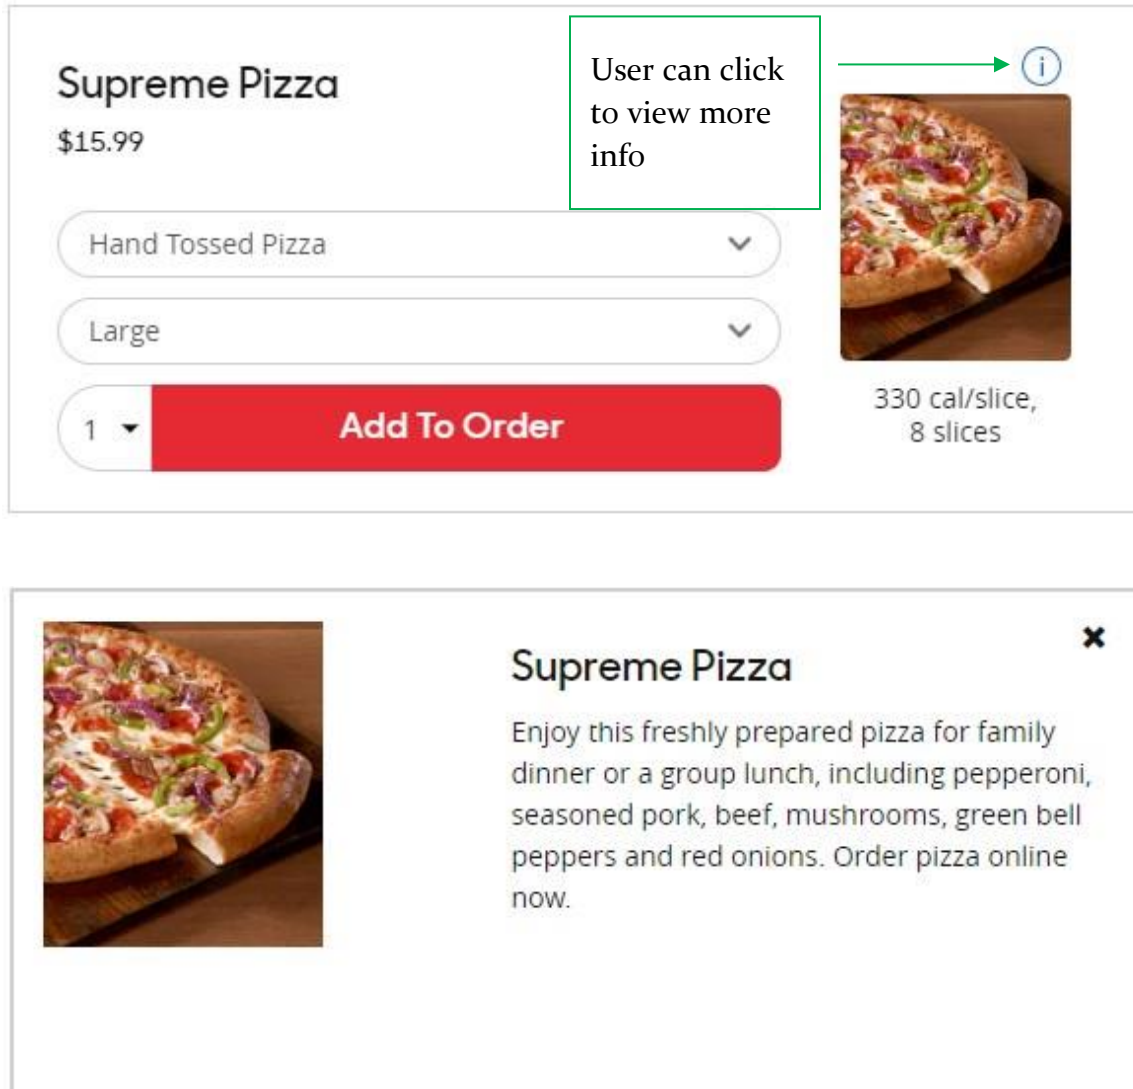 Supreme Pizza
$15.99
User can click
to view more
info
i
Hand Tossed Pizza
Large
1
Add To Order
330 cal/slice,
8 slices
Supreme Pizza
Enjoy this freshly prepared pizza for family
dinner or a group lunch, including pepperoni,
seasoned pork, beef, mushrooms, green bell
peppers and red onions. Order pizza online
now.